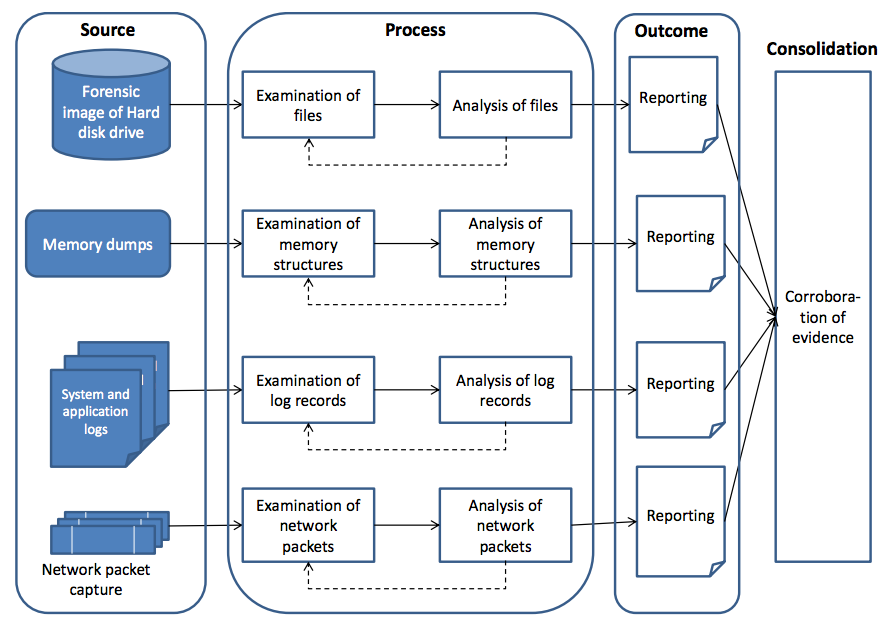 Source
Process
Outcome
Consolidation
Forensic
image of Hard
disk drive
Examination of
files
Analysis of files
Reporting
Memory dumps
Examination of
memory
structures
Analysis of
memory
structures
Reporting
System and
application
logs
Examination of
log records
Analysis of log
records
Reporting
Network packet
capture
Examination of
network
packets
Analysis of
network
packets
Reporting
Corrobora-
tion of
evidence